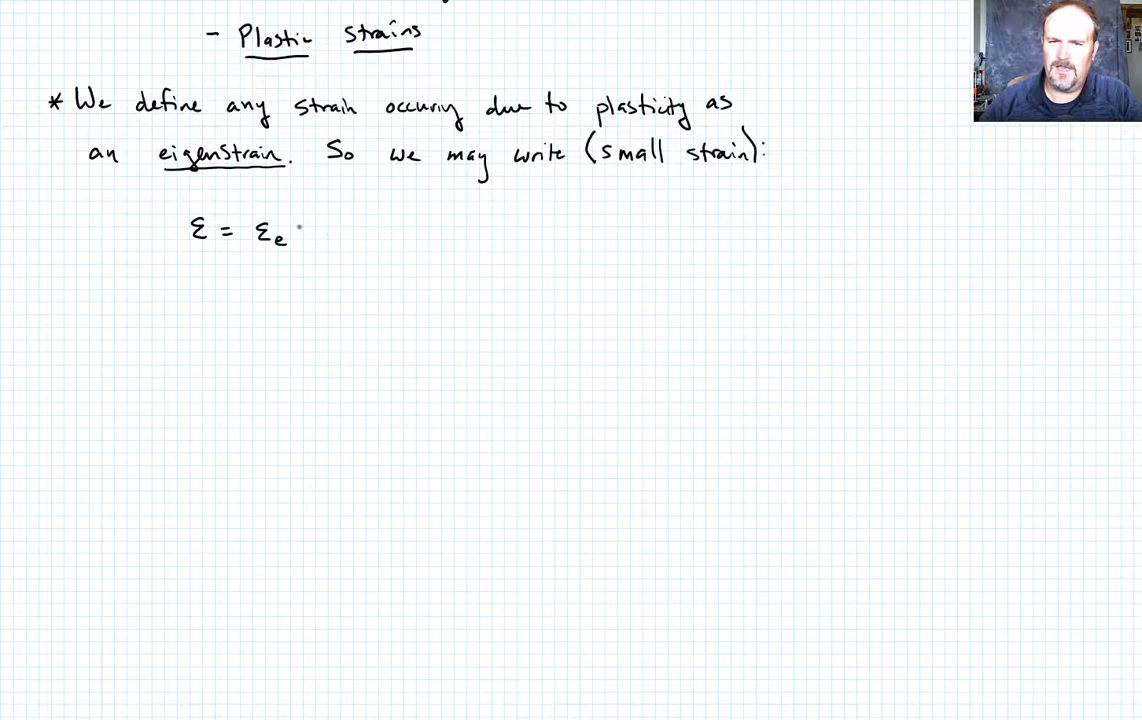 - Plastic strains
* We define any strain occuring due to plasticity as
an eigenstrain. So we may write (small strain):
ε = εe